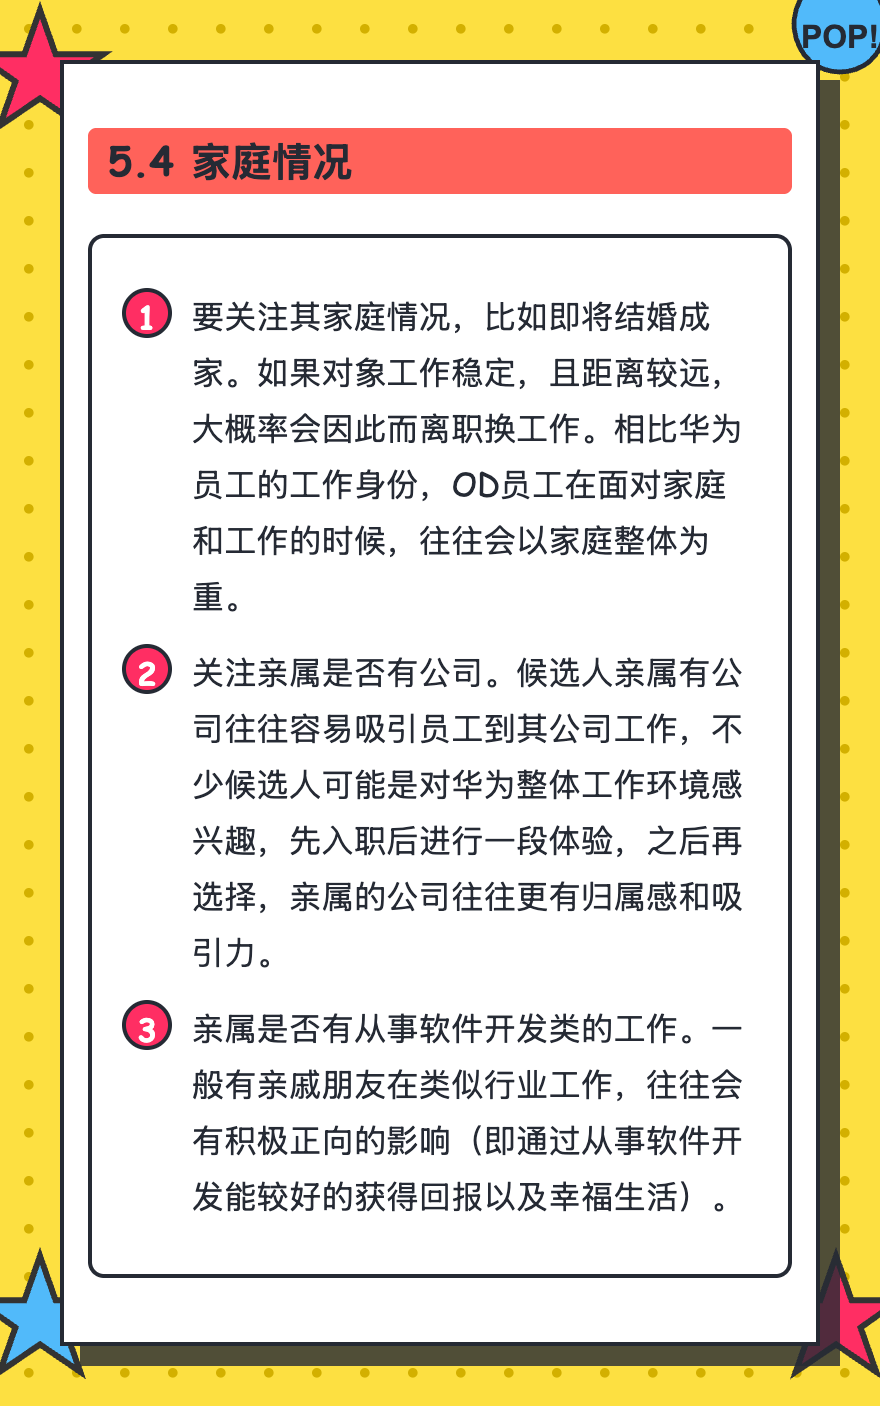 POP!
5.4 家庭情况
1 要关注其家庭情况，比如即将结婚成
家。如果对象工作稳定，且距离较远，
大概率会因此而离职换工作。相比华为
员工的工作身份，OD员工在面对家庭
和工作的时候，往往会以家庭整体为
重。
2 关注亲属是否有公司。候选人亲属有公
司往往容易吸引员工到其公司工作，不
少候选人可能是对华为整体工作环境感
兴趣，先入职后进行一段体验，之后再
选择，亲属的公司往往更有归属感和吸
引力。
3 亲属是否有从事软件开发类的工作。一
般有亲戚朋友在类似行业工作，往往会
有积极正向的影响（即通过从事软件开
发能较好的获得回报以及幸福生活）。